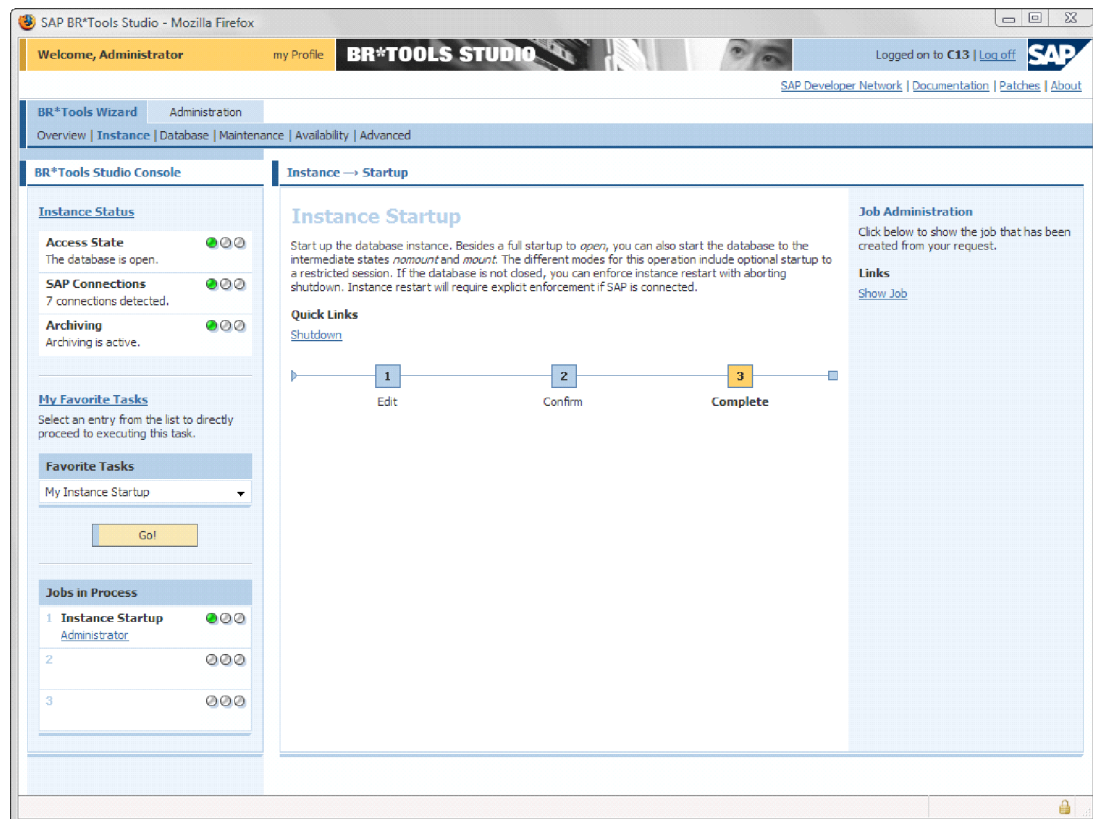 SAP BR*Tools Studio - Mozilla Firefox
Welcome, Administrator
my Profile
BR*TOOLS STUDIO
Logged on to C13 | Log off
SAP
SAP Developer Network | Documentation | Patches | About
BR*Tools Wizard
Administration
Overview | Instance | Database | Maintenance | Availability | Advanced
BR*Tools Studio Console
Instance Status
Access State
The database is open.
SAP Connections
7 connections detected.
Archiving
Archiving is active.
My Favorite Tasks
Select an entry from the list to directly
proceed to executing this task.
Favorite Tasks
My Instance Startup
Go!
Jobs in Process
1 Instance Startup
Administrator
2
3
Instance → Startup
Instance Startup
Start up the database instance. Besides a full startup to open, you can also start the database to the
intermediate states nomount and mount. The different modes for this operation include optional startup to
a restricted session. If the database is not closed, you can enforce instance restart with aborting
shutdown. Instance restart will require explicit enforcement if SAP is connected.
Quick Links
Shutdown
1
2
3
Edit
Confirm
Complete
Job Administration
Click below to show the job that has been
created from your request.
Links
Show Job